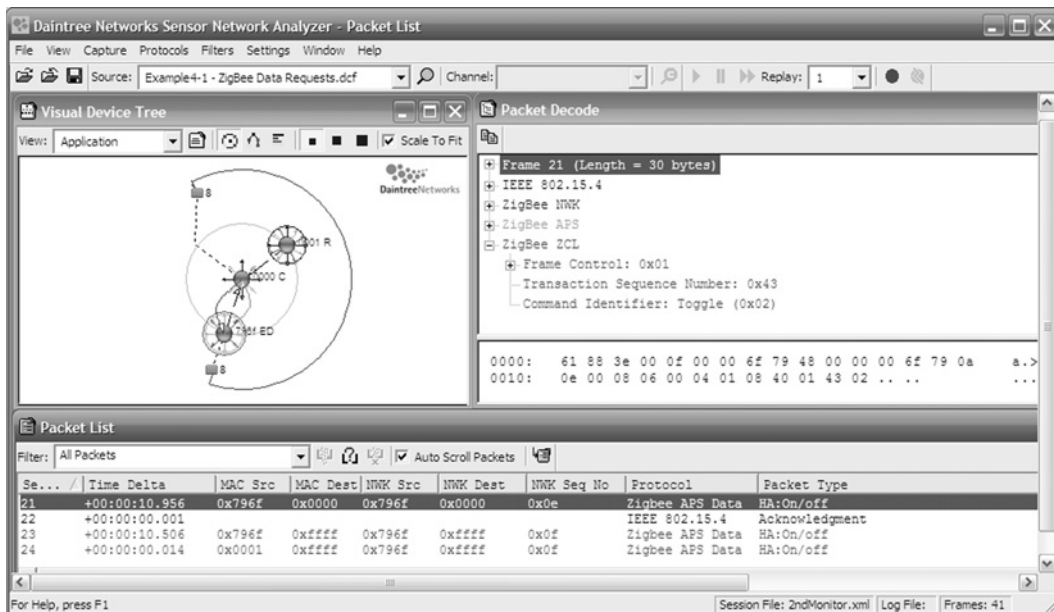 Daintree Networks Sensor Network Analyzer - Packet List
File View Capture Protocols Filters Settings Window Help
Source: Example4-1 - ZigBee Data Requests.dcf Channel: Replay: 1
Visual Device Tree
View: Application Scale To Fit
DaintreeNetworks
8
001 R
0000 C
796f ED
8
Packet Decode
Frame 21 (Length = 30 bytes)
IEEE 802.15.4
ZigBee NWK
ZigBee APS
ZigBee ZCL
Frame Control: 0x01
Transaction Sequence Number: 0x43
Command Identifier: Toggle (0x02)
0000: 61 88 3e 00 0f 00 00 6f 79 48 00 00 00 6f 79 0a a.>
0010: 0e 00 08 06 00 04 01 08 40 01 43 02 .. .. ...
Packet List
Filter: All Packets Auto Scroll Packets
Se... / Time Delta MAC Src MAC Dest NWK Src NWK Dest NWK Seq No Protocol Packet Type
21 +00:00:10.956 0x796f 0x0000 0x796f 0x0000 0x0e Zigbee APS Data HA:On/off
22 +00:00:00.001 IEEE 802.15.4 Acknowledgment
23 +00:00:10.506 0x796f 0xffff 0x796f 0xffff 0x0f Zigbee APS Data HA:On/off
24 +00:00:00.014 0x0001 0xffff 0x796f 0xffff 0x0f Zigbee APS Data HA:On/off
For Help, press F1 Session File: 2ndMonitor.xml Log File: Frames: 41